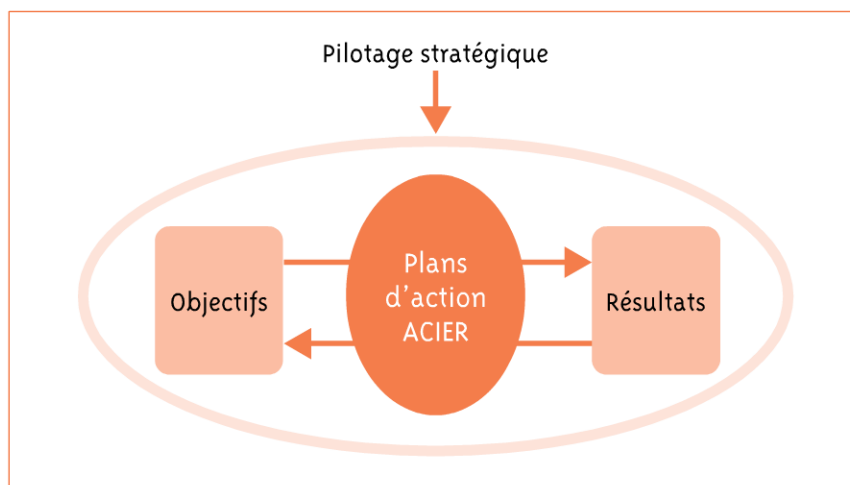 Pilotage stratégique
Objectifs
Plans
d'action
ACIER
Résultats